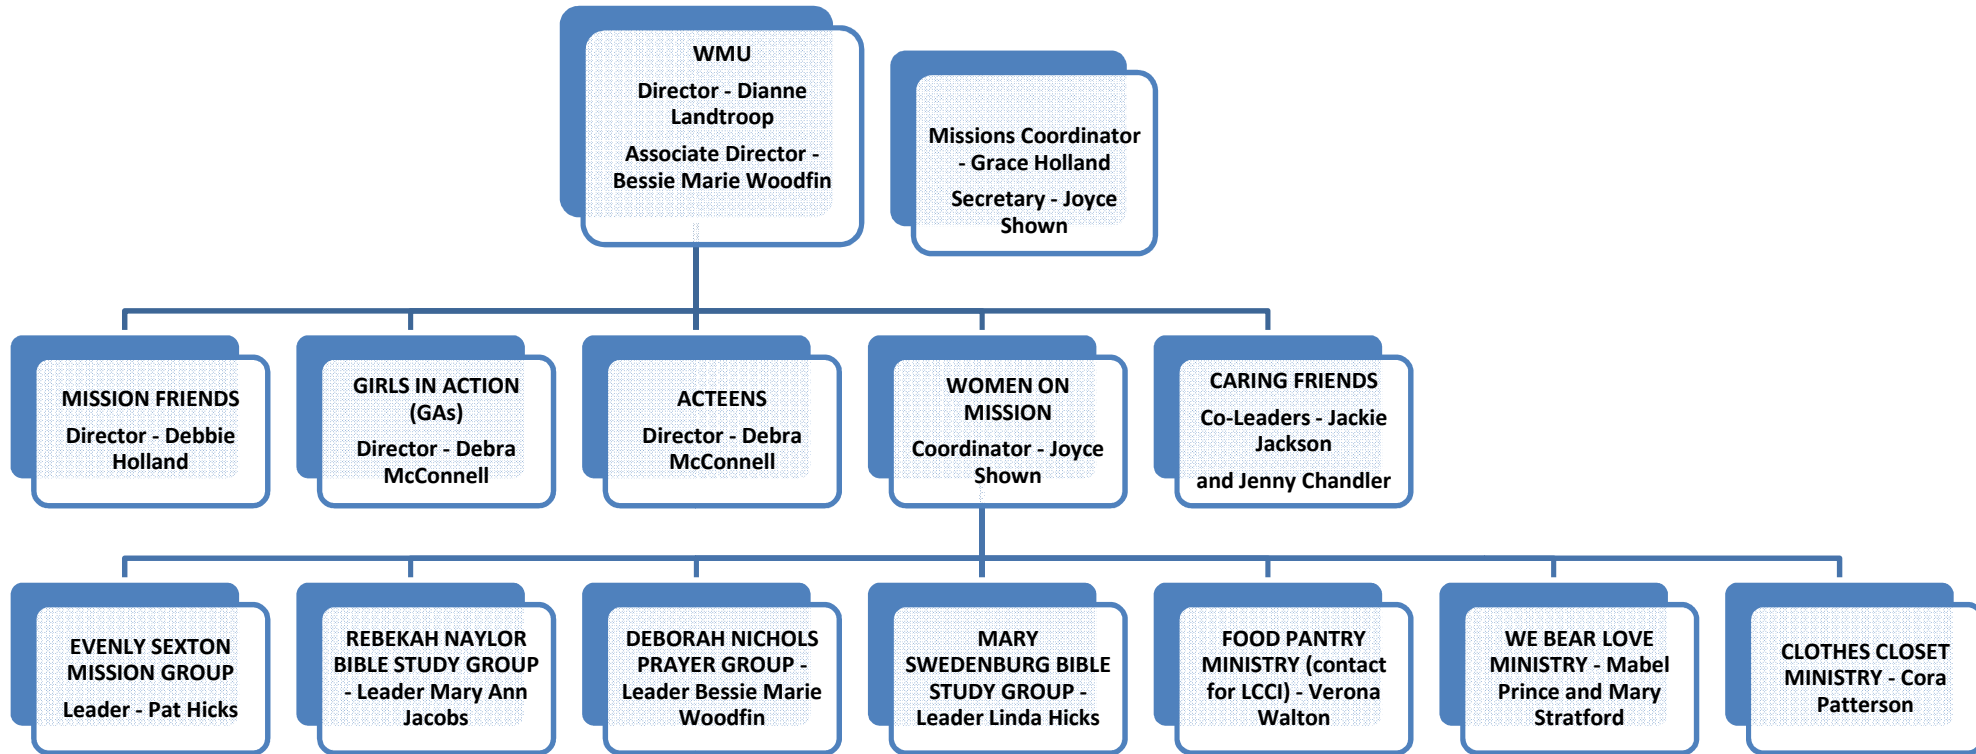 WMU
Director - Dianne
Landtroop
Associate Director -
Bessie Marie Woodfin
Missions Coordinator
- Grace Holland
Secretary - Joyce
Shown
MISSION FRIENDS
Director - Debbie
Holland
GIRLS IN ACTION
(GAs)
Director - Debra
McConnell
ACTEENS
Director - Debra
McConnell
WOMEN ON
MISSION
Coordinator - Joyce
Shown
CARING FRIENDS
Co-Leaders - Jackie
Jackson
and Jenny Chandler
EVENLY SEXTON
MISSION GROUP
Leader - Pat Hicks
REBEKAH NAYLOR
BIBLE STUDY GROUP
- Leader Mary Ann
Jacobs
DEBORAH NICHOLS
PRAYER GROUP -
Leader Bessie Marie
Woodfin
MARY
SWEDENBURG BIBLE
STUDY GROUP -
Leader Linda Hicks
FOOD PANTRY
MINISTRY (contact
for LCCI) - Verona
Walton
WE BEAR LOVE
MINISTRY - Mabel
Prince and Mary
Stratford
CLOTHES CLOSET
MINISTRY - Cora
Patterson